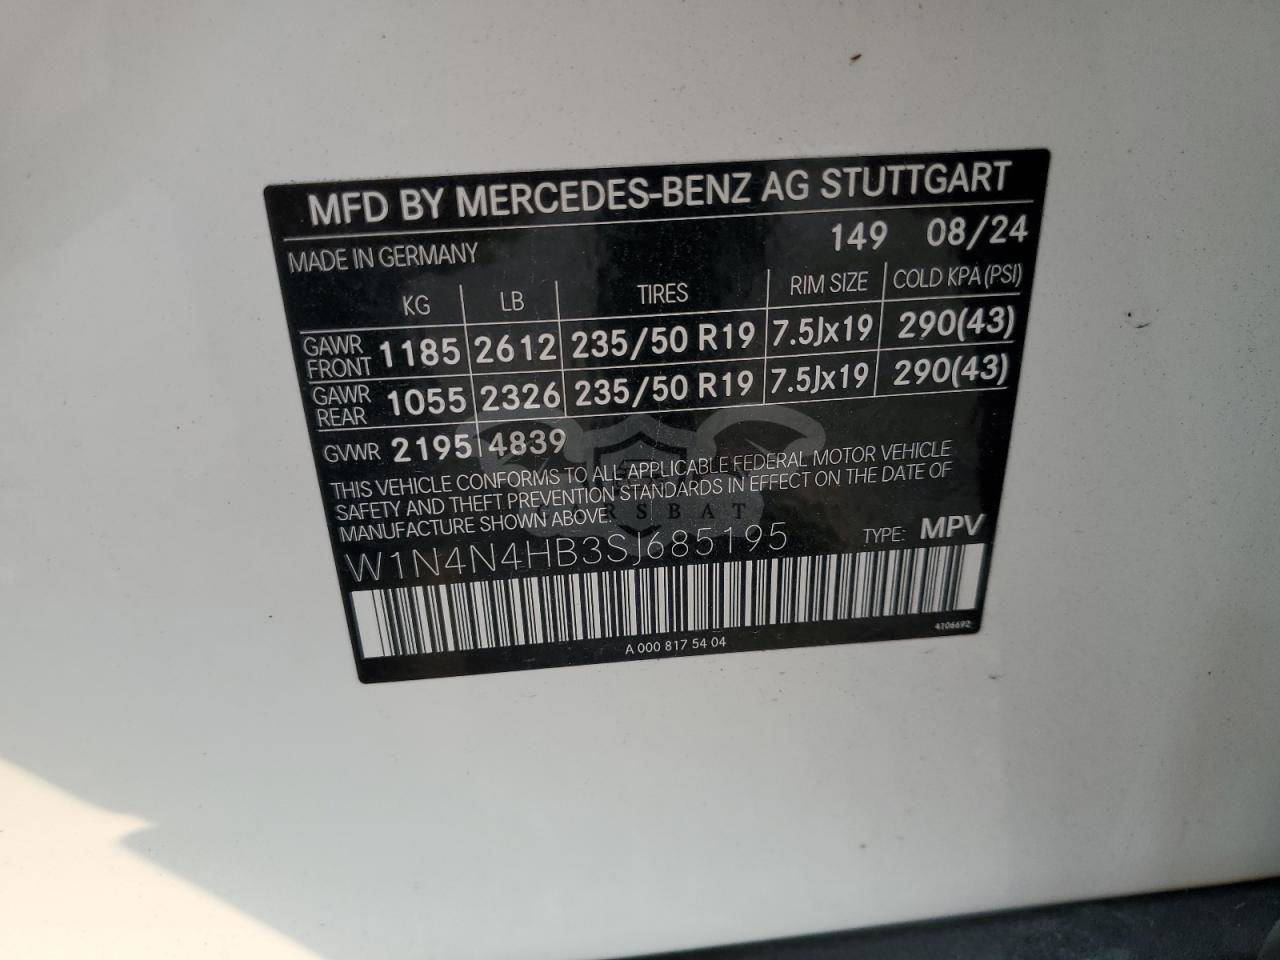 MFD BY MERCEDES-BENZ AG STUTTGART
MADE IN GERMANY 149 08/24
KG LB TIRES RIM SIZE COLD KPA (PSI)
GAWR FRONT 1185 2612 235/50 R19 7.5Jx19 290(43)
GAWR REAR 1055 2326 235/50 R19 7.5Jx19 290(43)
GVWR 2195 4839
THIS VEHICLE CONFORMS TO ALL APPLICABLE FEDERAL MOTOR VEHICLE
SAFETY AND THEFT PREVENTION STANDARDS IN EFFECT ON THE DATE OF
MANUFACTURE SHOWN ABOVE.
CARSBAT
W1N4N4HB3SJ685195 TYPE: MPV
A 000 817 54 04
4106692